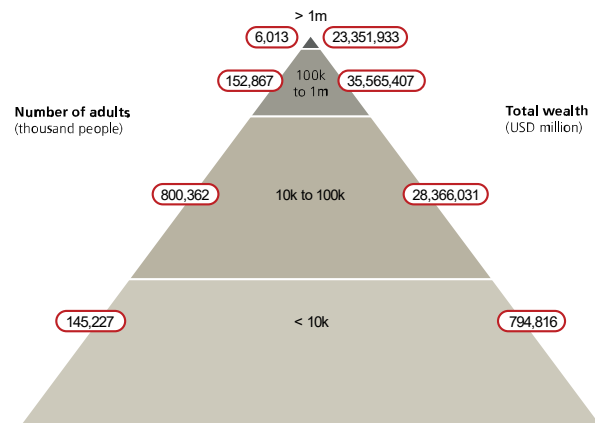 > 1m
6,013
23,351,933
152,867
100k
to 1m
35,565,407
Number of adults
(thousand people)
Total wealth
(USD million)
800,362
10k to 100k
28,366,031
145,227
< 10k
794,816